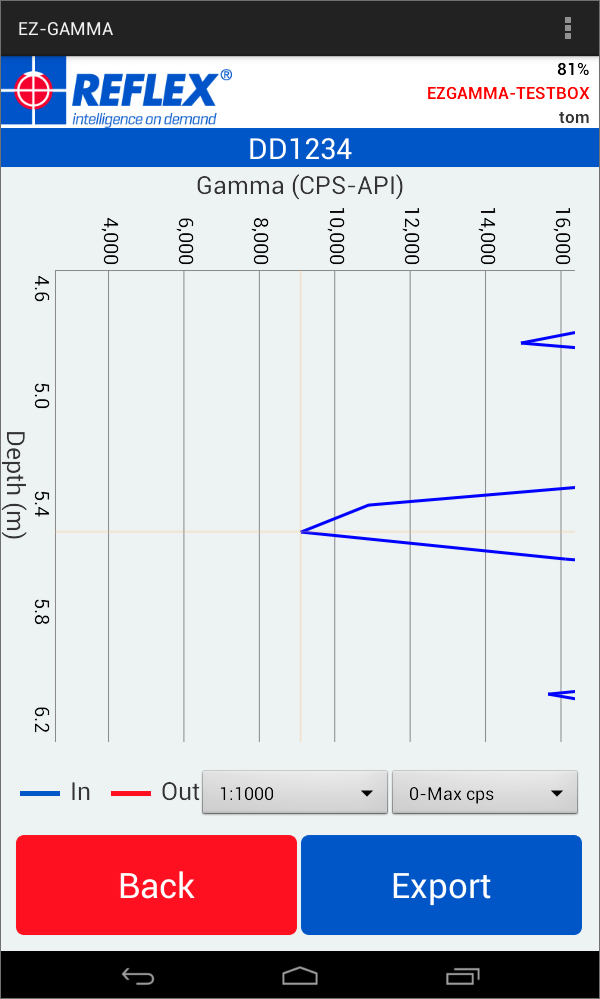 EZ-GAMMA
REFLEX®
intelligence on demand
81%
EZGAMMA-TESTBOX
tom
DD1234
Gamma (CPS-API)
4,000
6,000
8,000
10,000
12,000
14,000
16,000
Depth (m)
4.6
5.0
5.4
5.8
6.2
In
Out
1:1000
0-Max cps
Back
Export